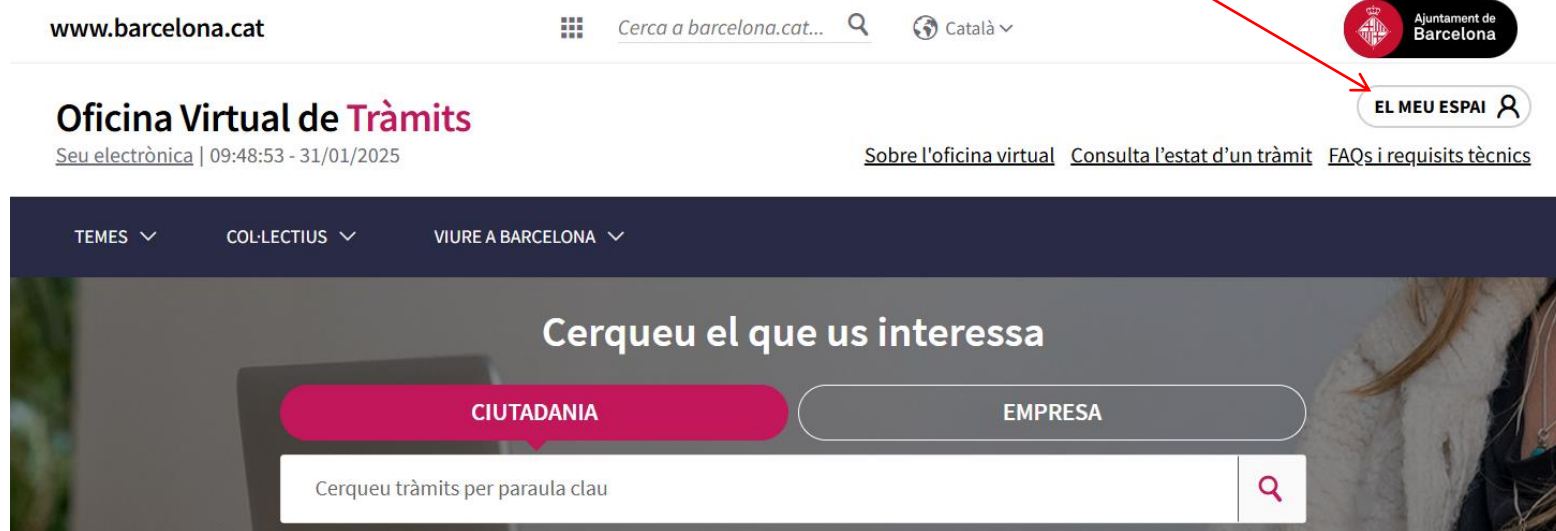 www.barcelona.cat
Cerca a barcelona.cat...
Català
Ajuntament de
Barcelona
Oficina Virtual de Tràmits
EL MEU ESPAI
Seu electrònica | 09:48:53 - 31/01/2025
Sobre l'oficina virtual Consulta l’estat d’un tràmit FAQs i requisits tècnics
TEMES COL·LECTIUS VIURE A BARCELONA
Cerqueu el que us interessa
CIUTADANIA EMPRESA
Cerqueu tràmits per paraula clau